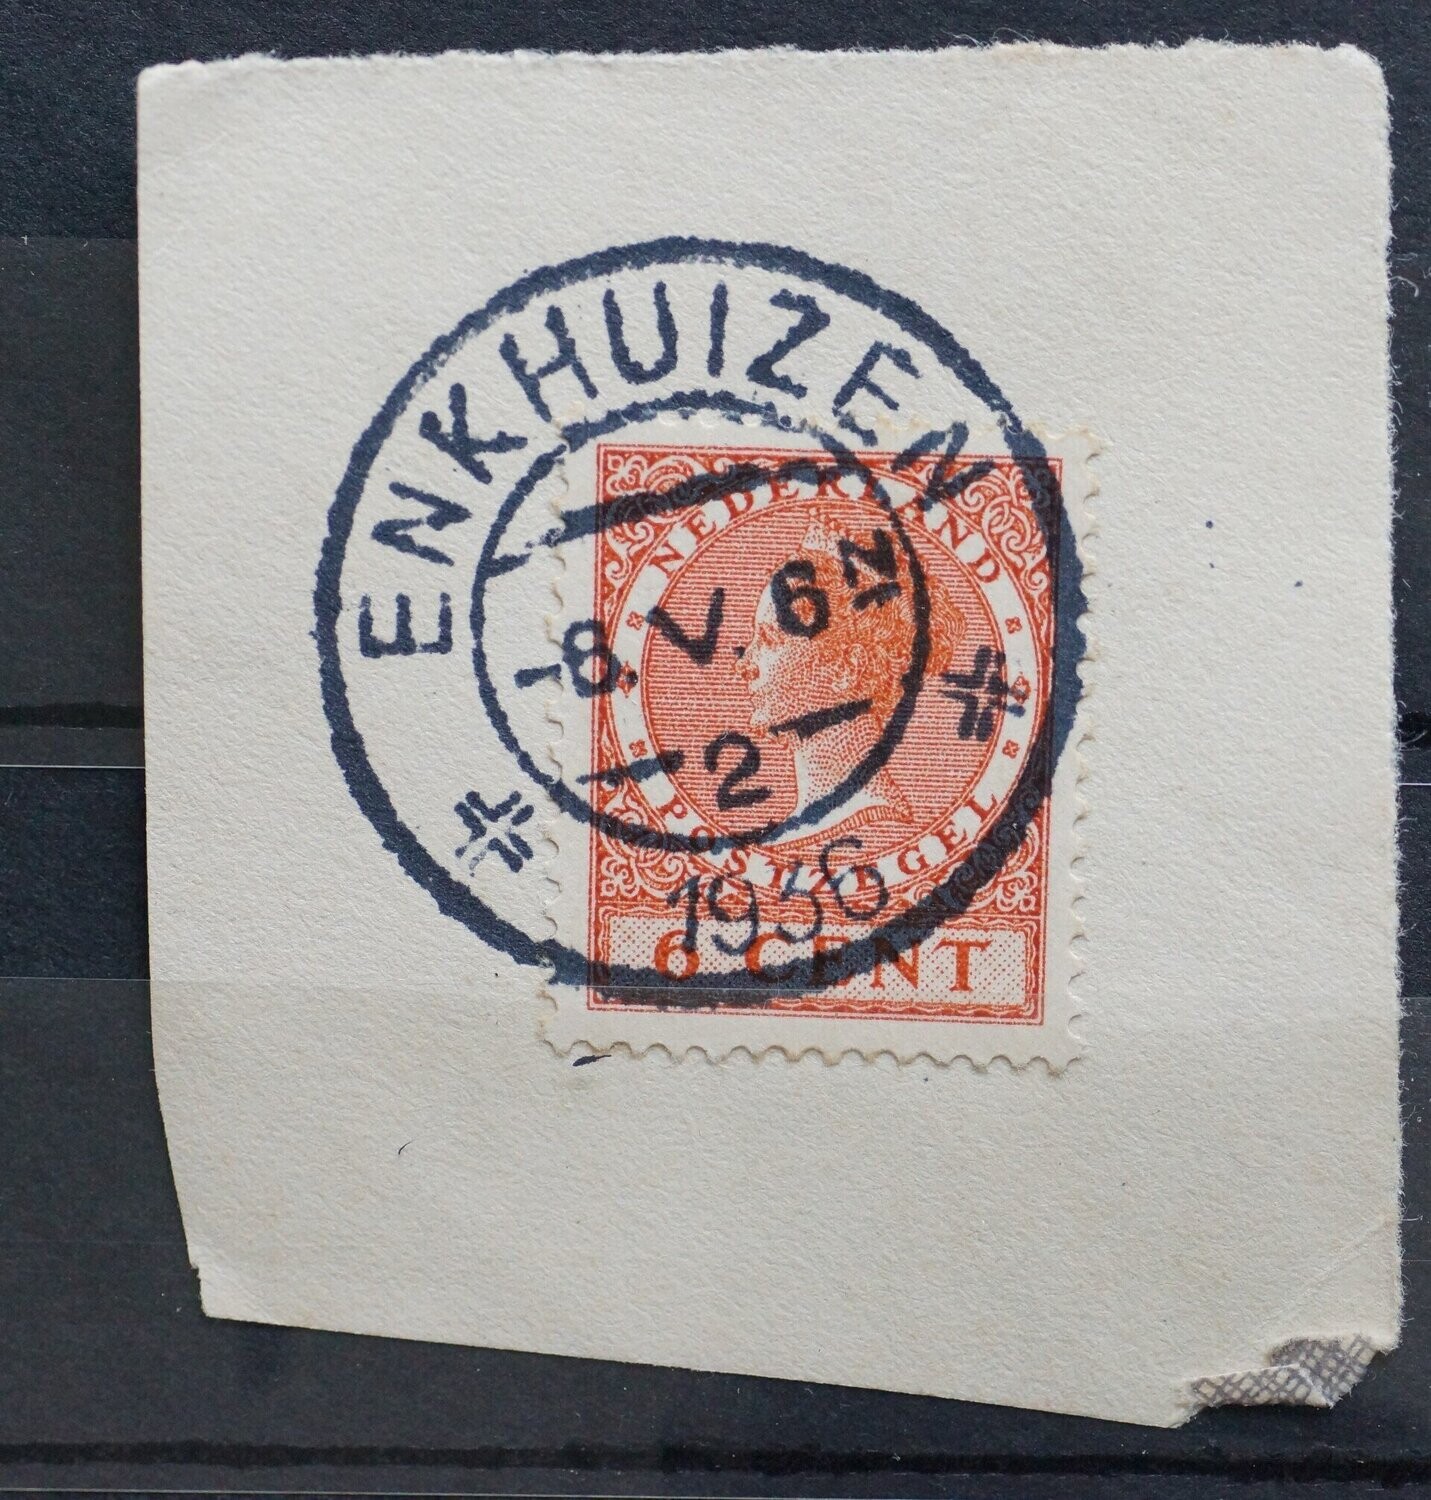 ENKHUIZEN
-8.V. 6N
2
1936
NEDERLAND
POSTZEGEL
6 CENT